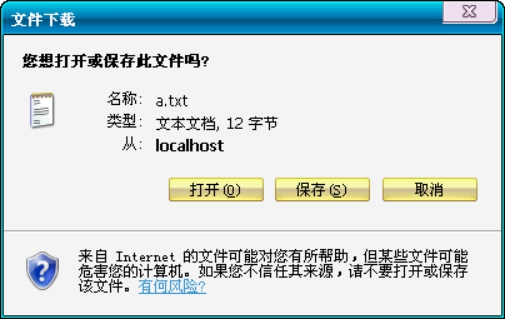 文件下载
您想打开或保存此文件吗?
名称: a.txt
类型: 文本文档, 12 字节
从: localhost
打开(O) 保存(S) 取消
来自 Internet 的文件可能对您有所帮助，但某些文件可能
危害您的计算机。如果您不信任其来源，请不要打开或保存
该文件。有何风险?